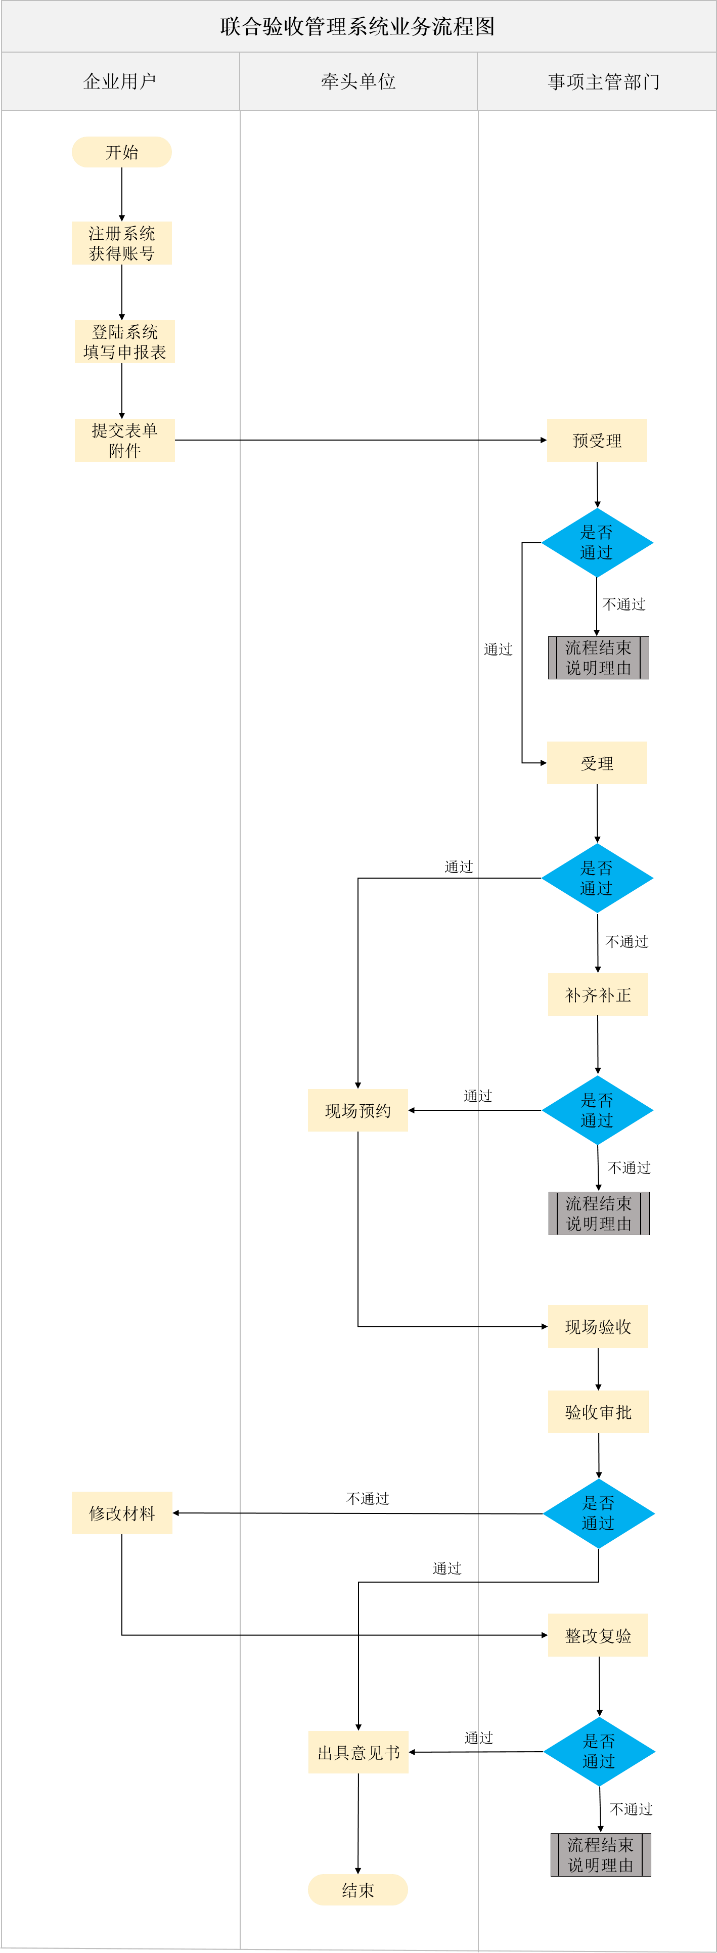 联合验收管理系统业务流程图
企业用户
牵头单位
事项主管部门
开始
注册系统
获得账号
登陆系统
填写申报表
提交表单
附件
预受理
是否
通过
不通过
通过
流程结束
说明理由
受理
是否
通过
通过
不通过
补齐补正
是否
通过
通过
现场预约
不通过
流程结束
说明理由
现场验收
验收审批
是否
通过
不通过
修改材料
通过
整改复验
是否
通过
通过
出具意见书
不通过
流程结束
说明理由
结束